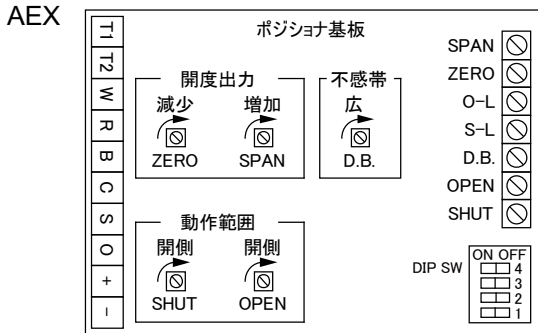 AEX
ポジショナ基板
T1
T2
W
R
B
C
S
O
+
-
開度出力
減少 増加
ZERO SPAN
不感帯
広
D.B.
動作範囲
開側 開側
SHUT OPEN
SPAN
ZERO
O-L
S-L
D.B.
OPEN
SHUT
DIP SW
ON OFF
4
3
2
1